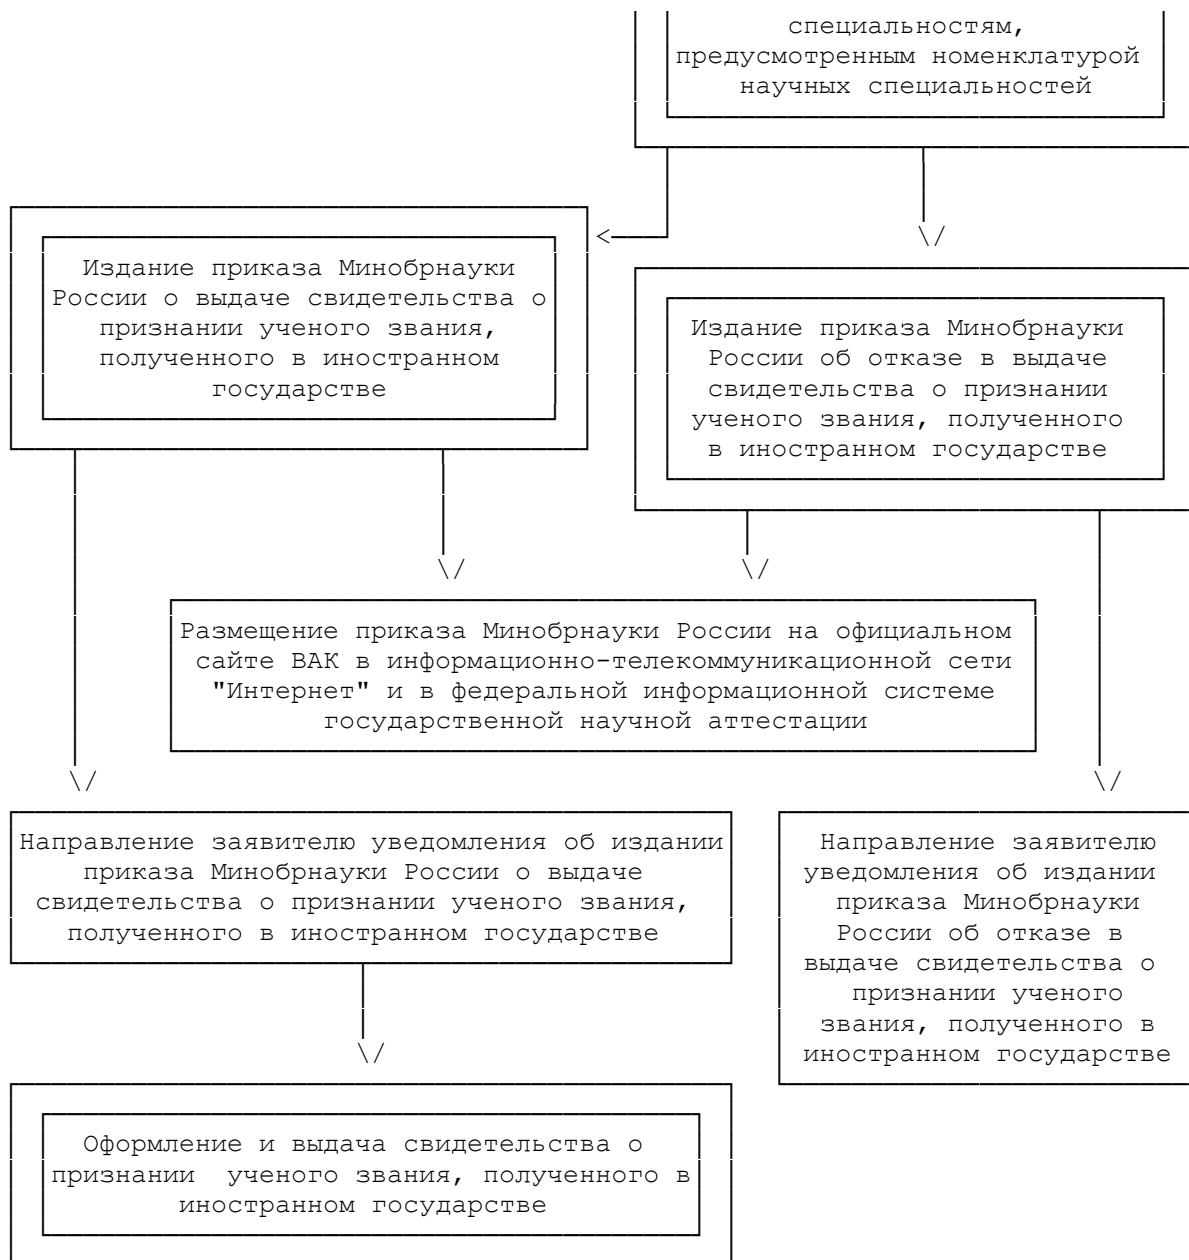 специальностям,
предусмотренным номенклатурой
научных специальностей
Издание приказа Минобрнауки
России о выдаче свидетельства о
признании ученого звания,
полученного в иностранном
государстве
Издание приказа Минобрнауки
России об отказе в выдаче
свидетельства о признании
ученого звания, полученного
в иностранном государстве
Размещение приказа Минобрнауки России на официальном
сайте ВАК в информационно-телекоммуникационной сети
"Интернет" и в федеральной информационной системе
государственной научной аттестации
Направление заявителю уведомления об издании
приказа Минобрнауки России о выдаче
свидетельства о признании ученого звания,
полученного в иностранном государстве
Направление заявителю
уведомления об издании
приказа Минобрнауки
России об отказе в
выдаче свидетельства о
признании ученого
звания, полученного в
иностранном государстве
Оформление и выдача свидетельства о
признании  ученого звания, полученного в
иностранном государстве